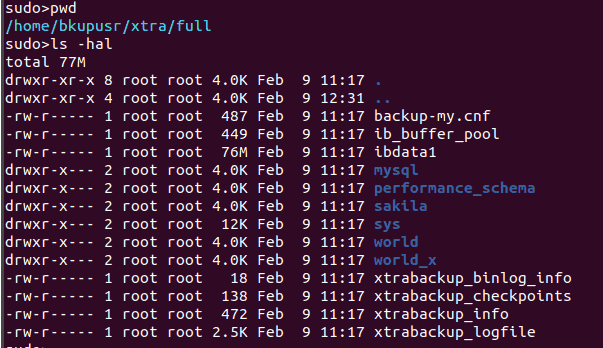 sudo>pwd
/home/bkupusr/xtra/full
sudo>ls -hal
total 77M
drwxr-xr-x 8 root root 4.0K Feb  9 11:17 .
drwxr-xr-x 4 root root 4.0K Feb  9 12:31 ..
-rw-r----- 1 root root  487 Feb  9 11:17 backup-my.cnf
-rw-r----- 1 root root  449 Feb  9 11:17 ib_buffer_pool
-rw-r----- 1 root root  76M Feb  9 11:17 ibdata1
drwxr-x--- 2 root root 4.0K Feb  9 11:17 mysql
drwxr-x--- 2 root root 4.0K Feb  9 11:17 performance_schema
drwxr-x--- 2 root root 4.0K Feb  9 11:17 sakila
drwxr-x--- 2 root root  12K Feb  9 11:17 sys
drwxr-x--- 2 root root 4.0K Feb  9 11:17 world
drwxr-x--- 2 root root 4.0K Feb  9 11:17 world_x
-rw-r----- 1 root root   18 Feb  9 11:17 xtrabackup_binlog_info
-rw-r----- 1 root root  138 Feb  9 11:17 xtrabackup_checkpoints
-rw-r----- 1 root root  472 Feb  9 11:17 xtrabackup_info
-rw-r----- 1 root root 2.5K Feb  9 11:17 xtrabackup_logfile